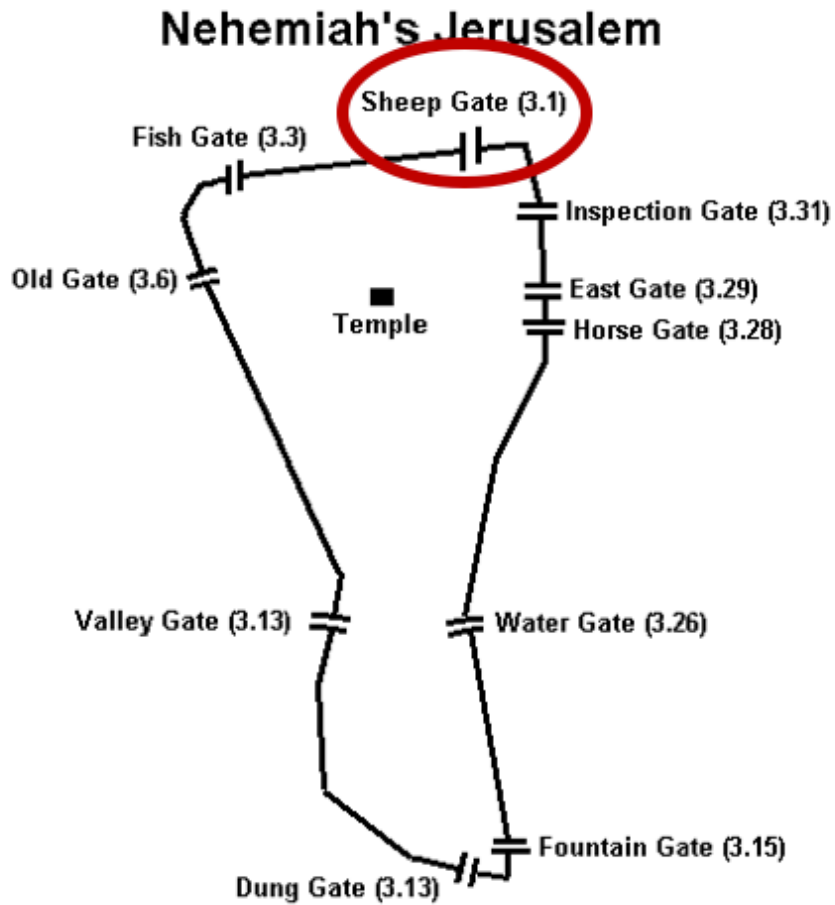 Nehemiah's Jerusalem
Sheep Gate (3.1)
Fish Gate (3.3)
Inspection Gate (3.31)
Old Gate (3.6)
East Gate (3.29)
Temple
Horse Gate (3.28)
Valley Gate (3.13)
Water Gate (3.26)
Fountain Gate (3.15)
Dung Gate (3.13)